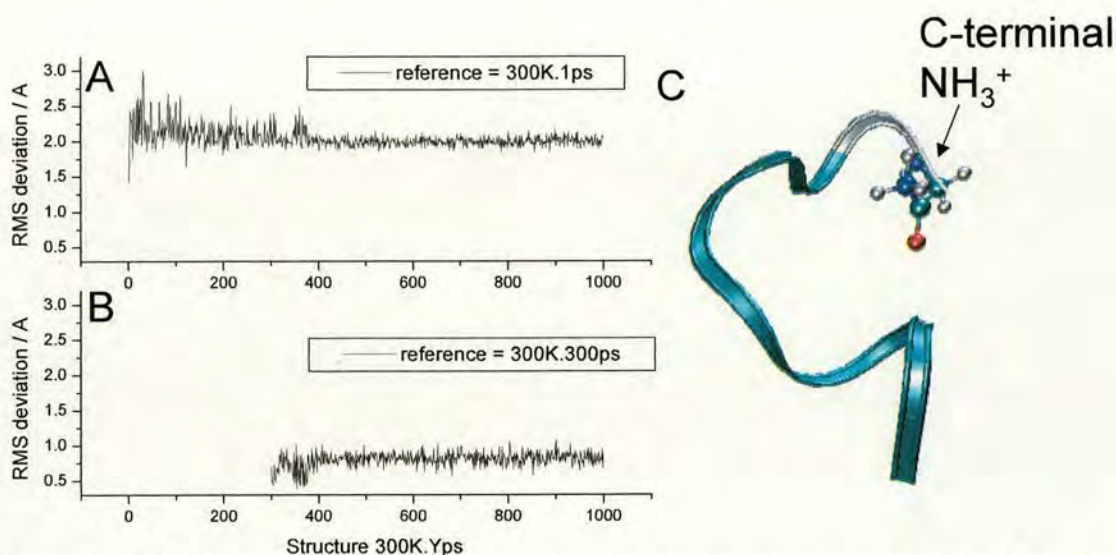 A
reference = 300K.1ps
RMS deviation / A
3.0
2.5
2.0
1.5
1.0
0.5
0 200 400 600 800 1000
B
reference = 300K.300ps
RMS deviation / A
3.0
2.5
2.0
1.5
1.0
0.5
0 200 400 600 800 1000
Structure 300K.Yps
C
C-terminal
NH₃⁺